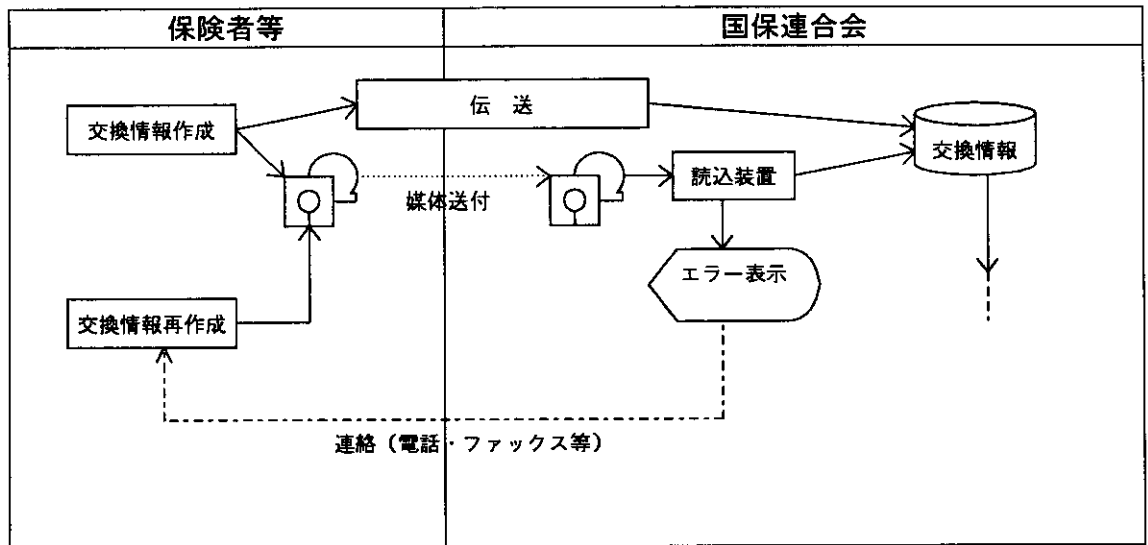 保険者等
国保連合会
伝 送
交換情報作成
交換情報
読込装置
媒体送付
エラー表示
交換情報再作成
連絡（電話・ファックス等）